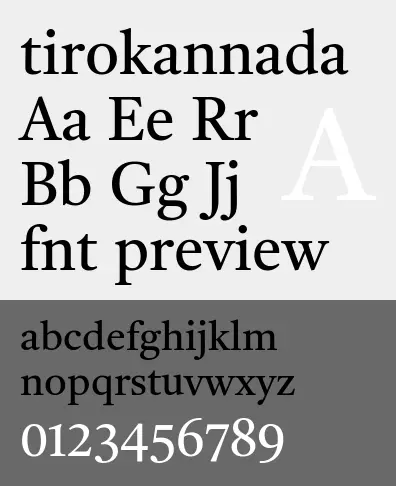 tirokannada
Aa Ee Rr
A
Bb Gg Jj
fnt preview
abcdefghijklm
nopqrstuvwxyz
0123456789